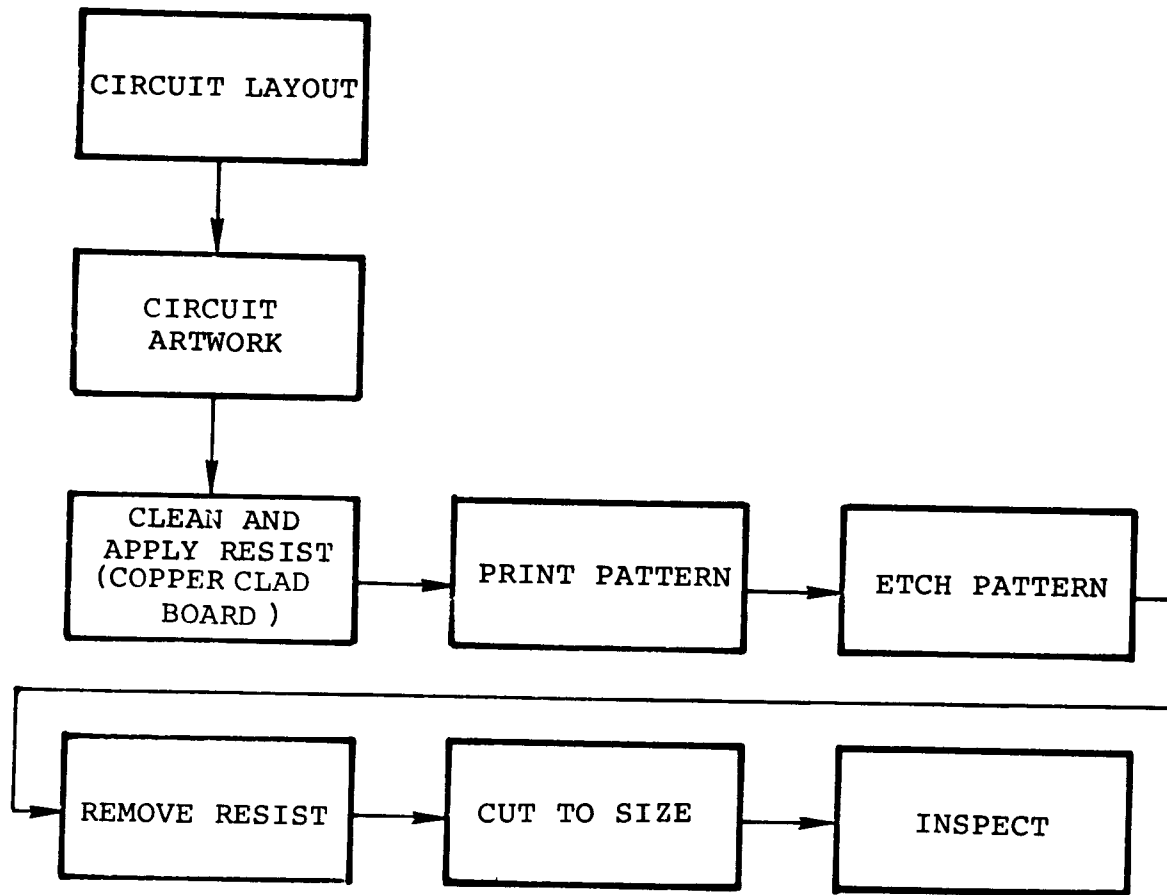 CIRCUIT LAYOUT
CIRCUIT
ARTWORK
CLEAN AND
APPLY RESIST
(COPPER CLAD
BOARD)
PRINT PATTERN
ETCH PATTERN
REMOVE RESIST
CUT TO SIZE
INSPECT